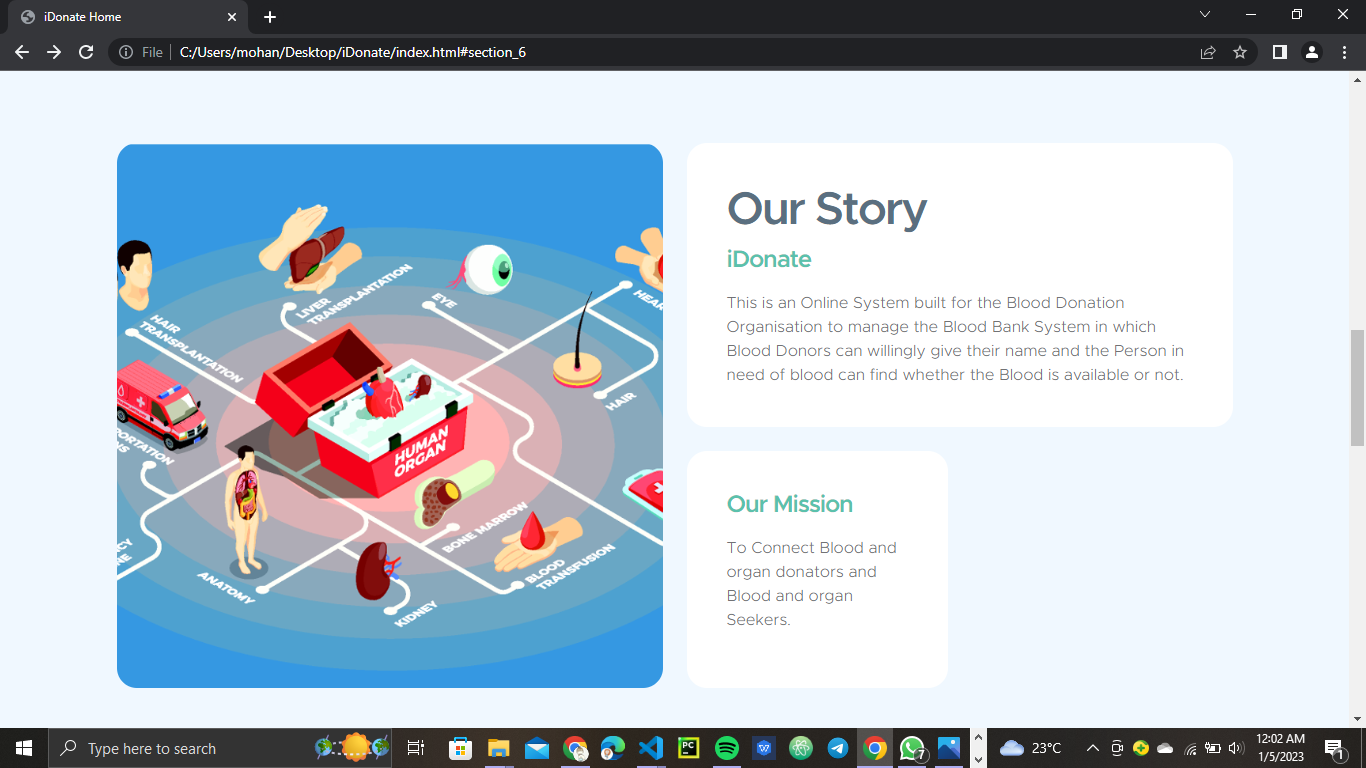 iDonate Home
File
C:/Users/mohan/Desktop/iDonate/index.html#section_6
HAIR
TRANSPLANTATION
LIVER
TRANSPLANTATION
EYE
HAIR
HUMAN
ORGAN
BONE MARROW
BLOOD
TRANSFUSION
ANATOMY
KIDNEY
Our Story
iDonate
This is an Online System built for the Blood Donation
Organisation to manage the Blood Bank System in which
Blood Donors can willingly give their name and the Person in
need of blood can find whether the Blood is available or not.
Our Mission
To Connect Blood and
organ donators and
Blood and organ
Seekers.
Type here to search
PC
7
23°C
12:02 AM
1/5/2023
1